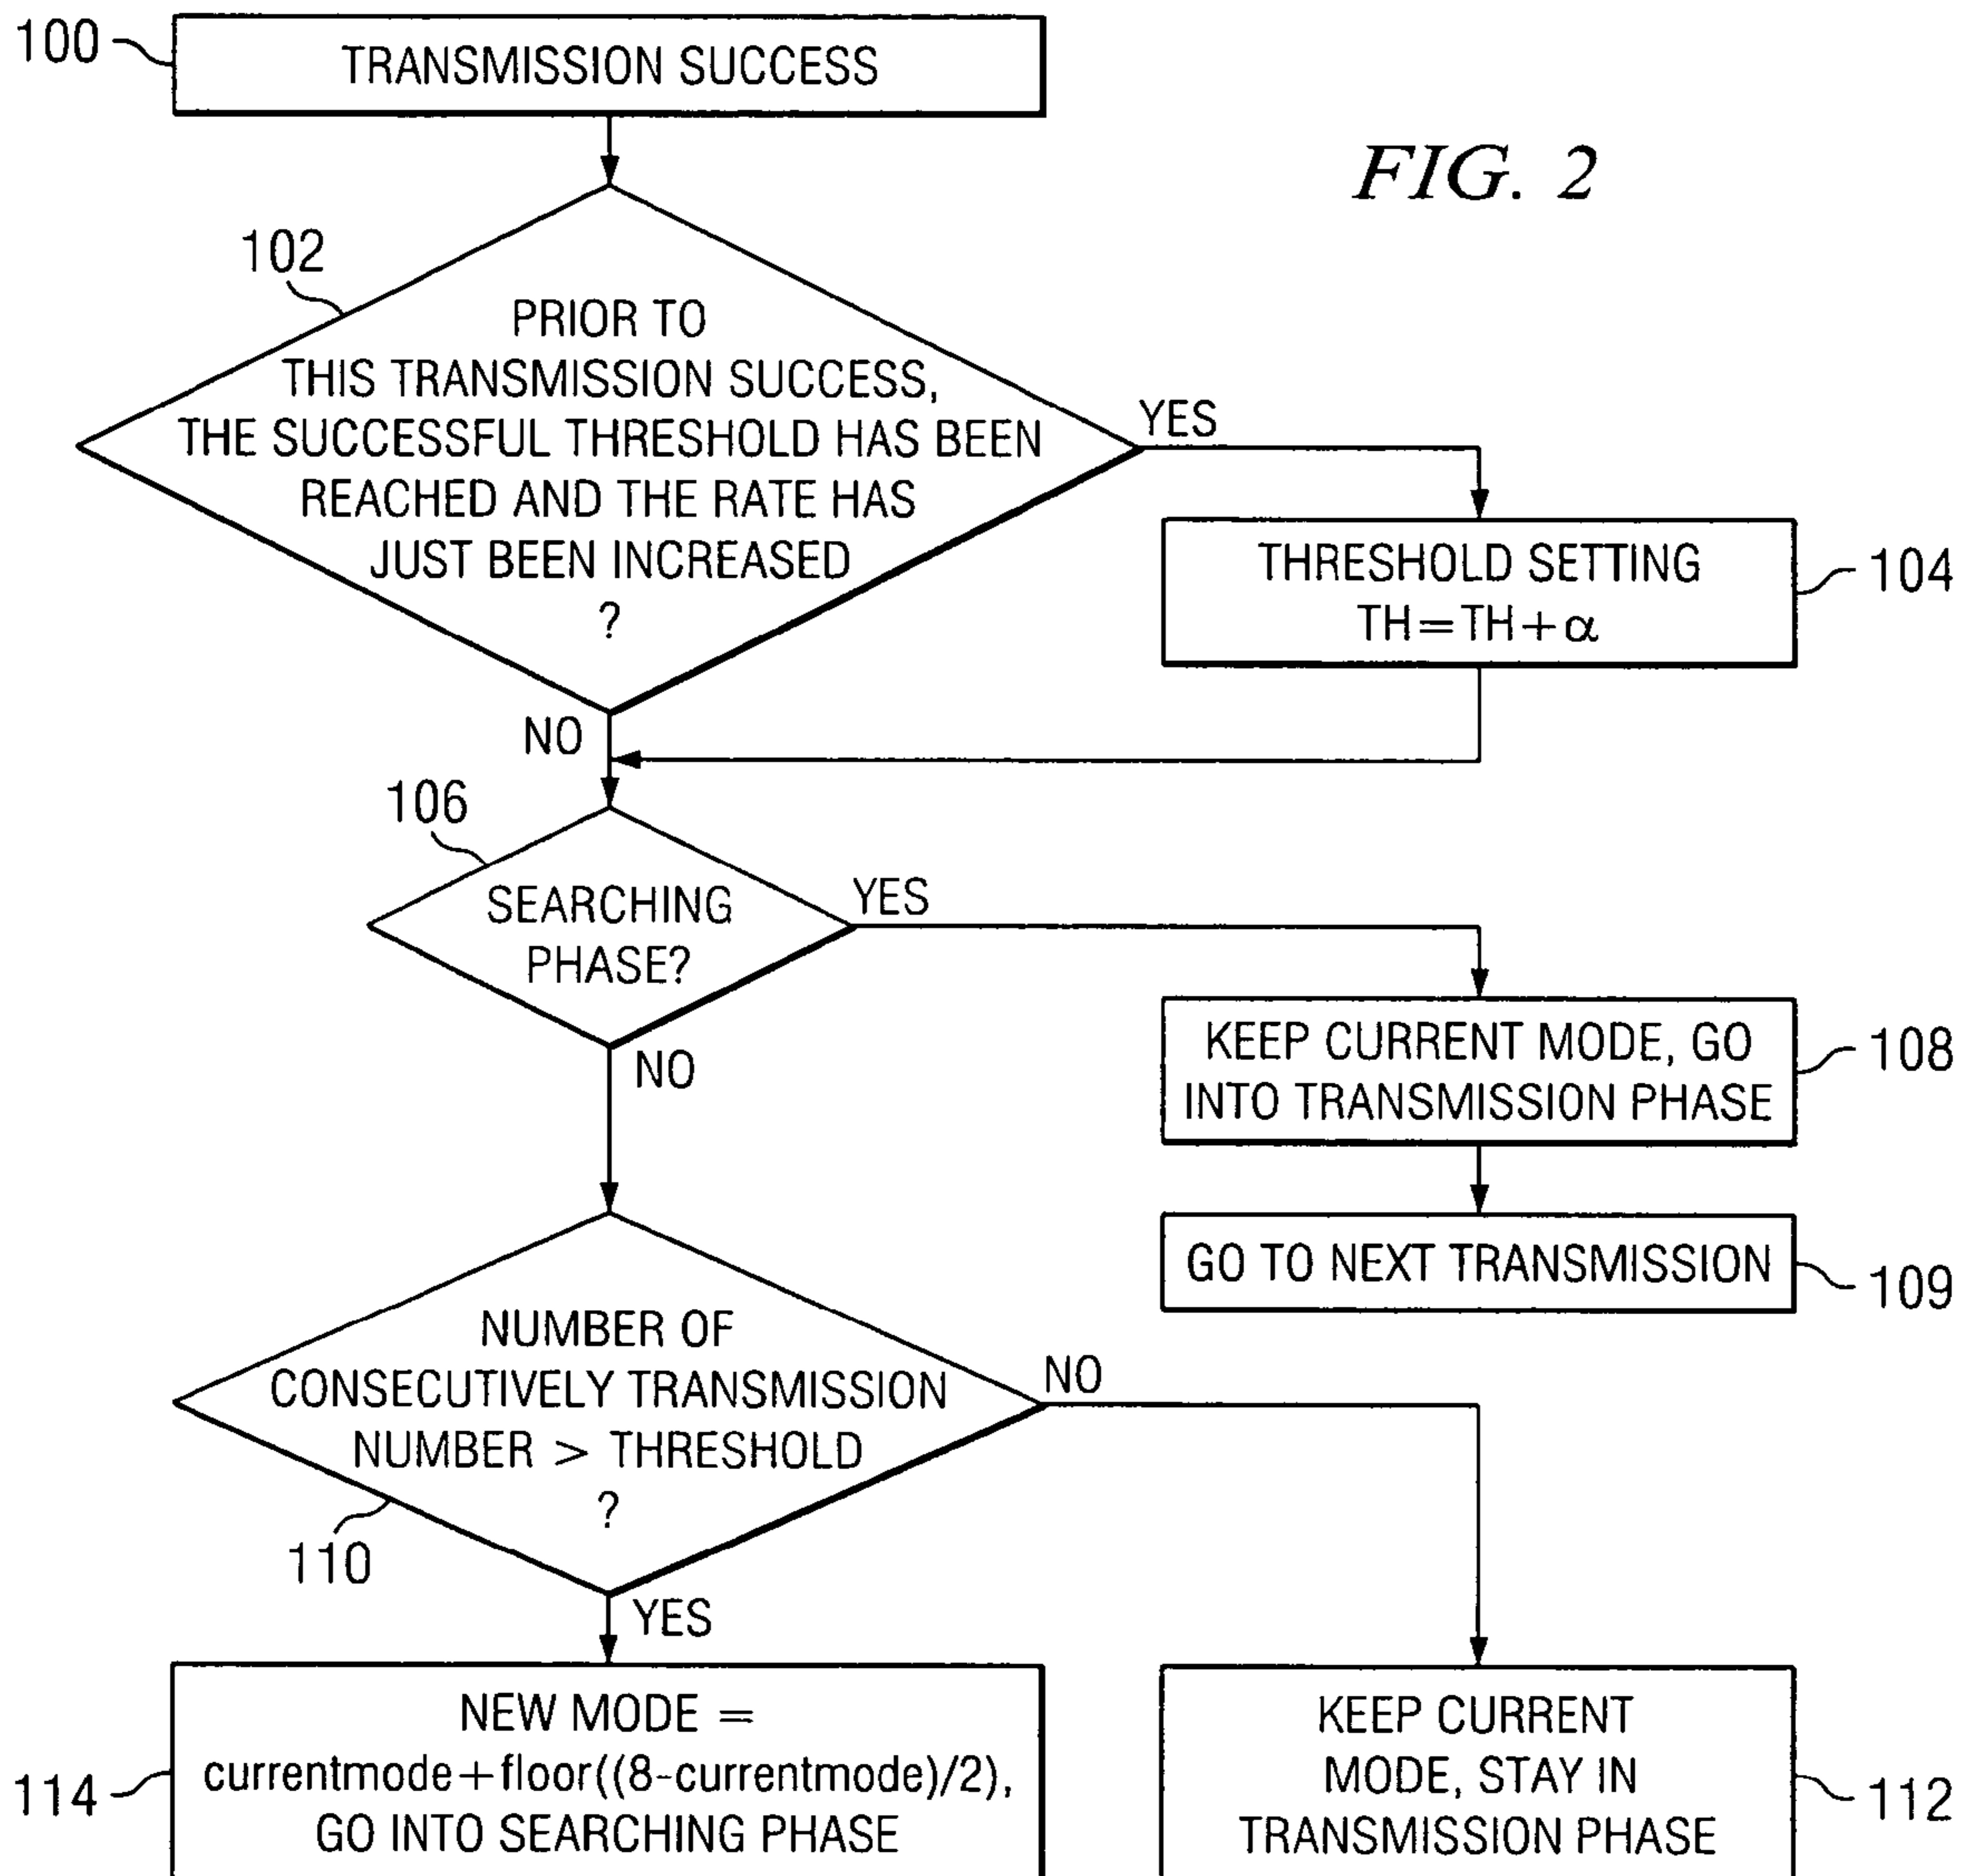 100
TRANSMISSION SUCCESS
FIG. 2
102
PRIOR TO
THIS TRANSMISSION SUCCESS,
THE SUCCESSFUL THRESHOLD HAS BEEN
REACHED AND THE RATE HAS
JUST BEEN INCREASED
?
YES
THRESHOLD SETTING
TH=TH+α
104
NO
106
SEARCHING
PHASE?
YES
NO
KEEP CURRENT MODE, GO
INTO TRANSMISSION PHASE
108
GO TO NEXT TRANSMISSION
109
NUMBER OF
CONSECUTIVELY TRANSMISSION
NUMBER > THRESHOLD
?
NO
110
YES
NEW MODE =
currentmode+floor((8-currentmode)/2),
GO INTO SEARCHING PHASE
114
KEEP CURRENT
MODE, STAY IN
TRANSMISSION PHASE
112